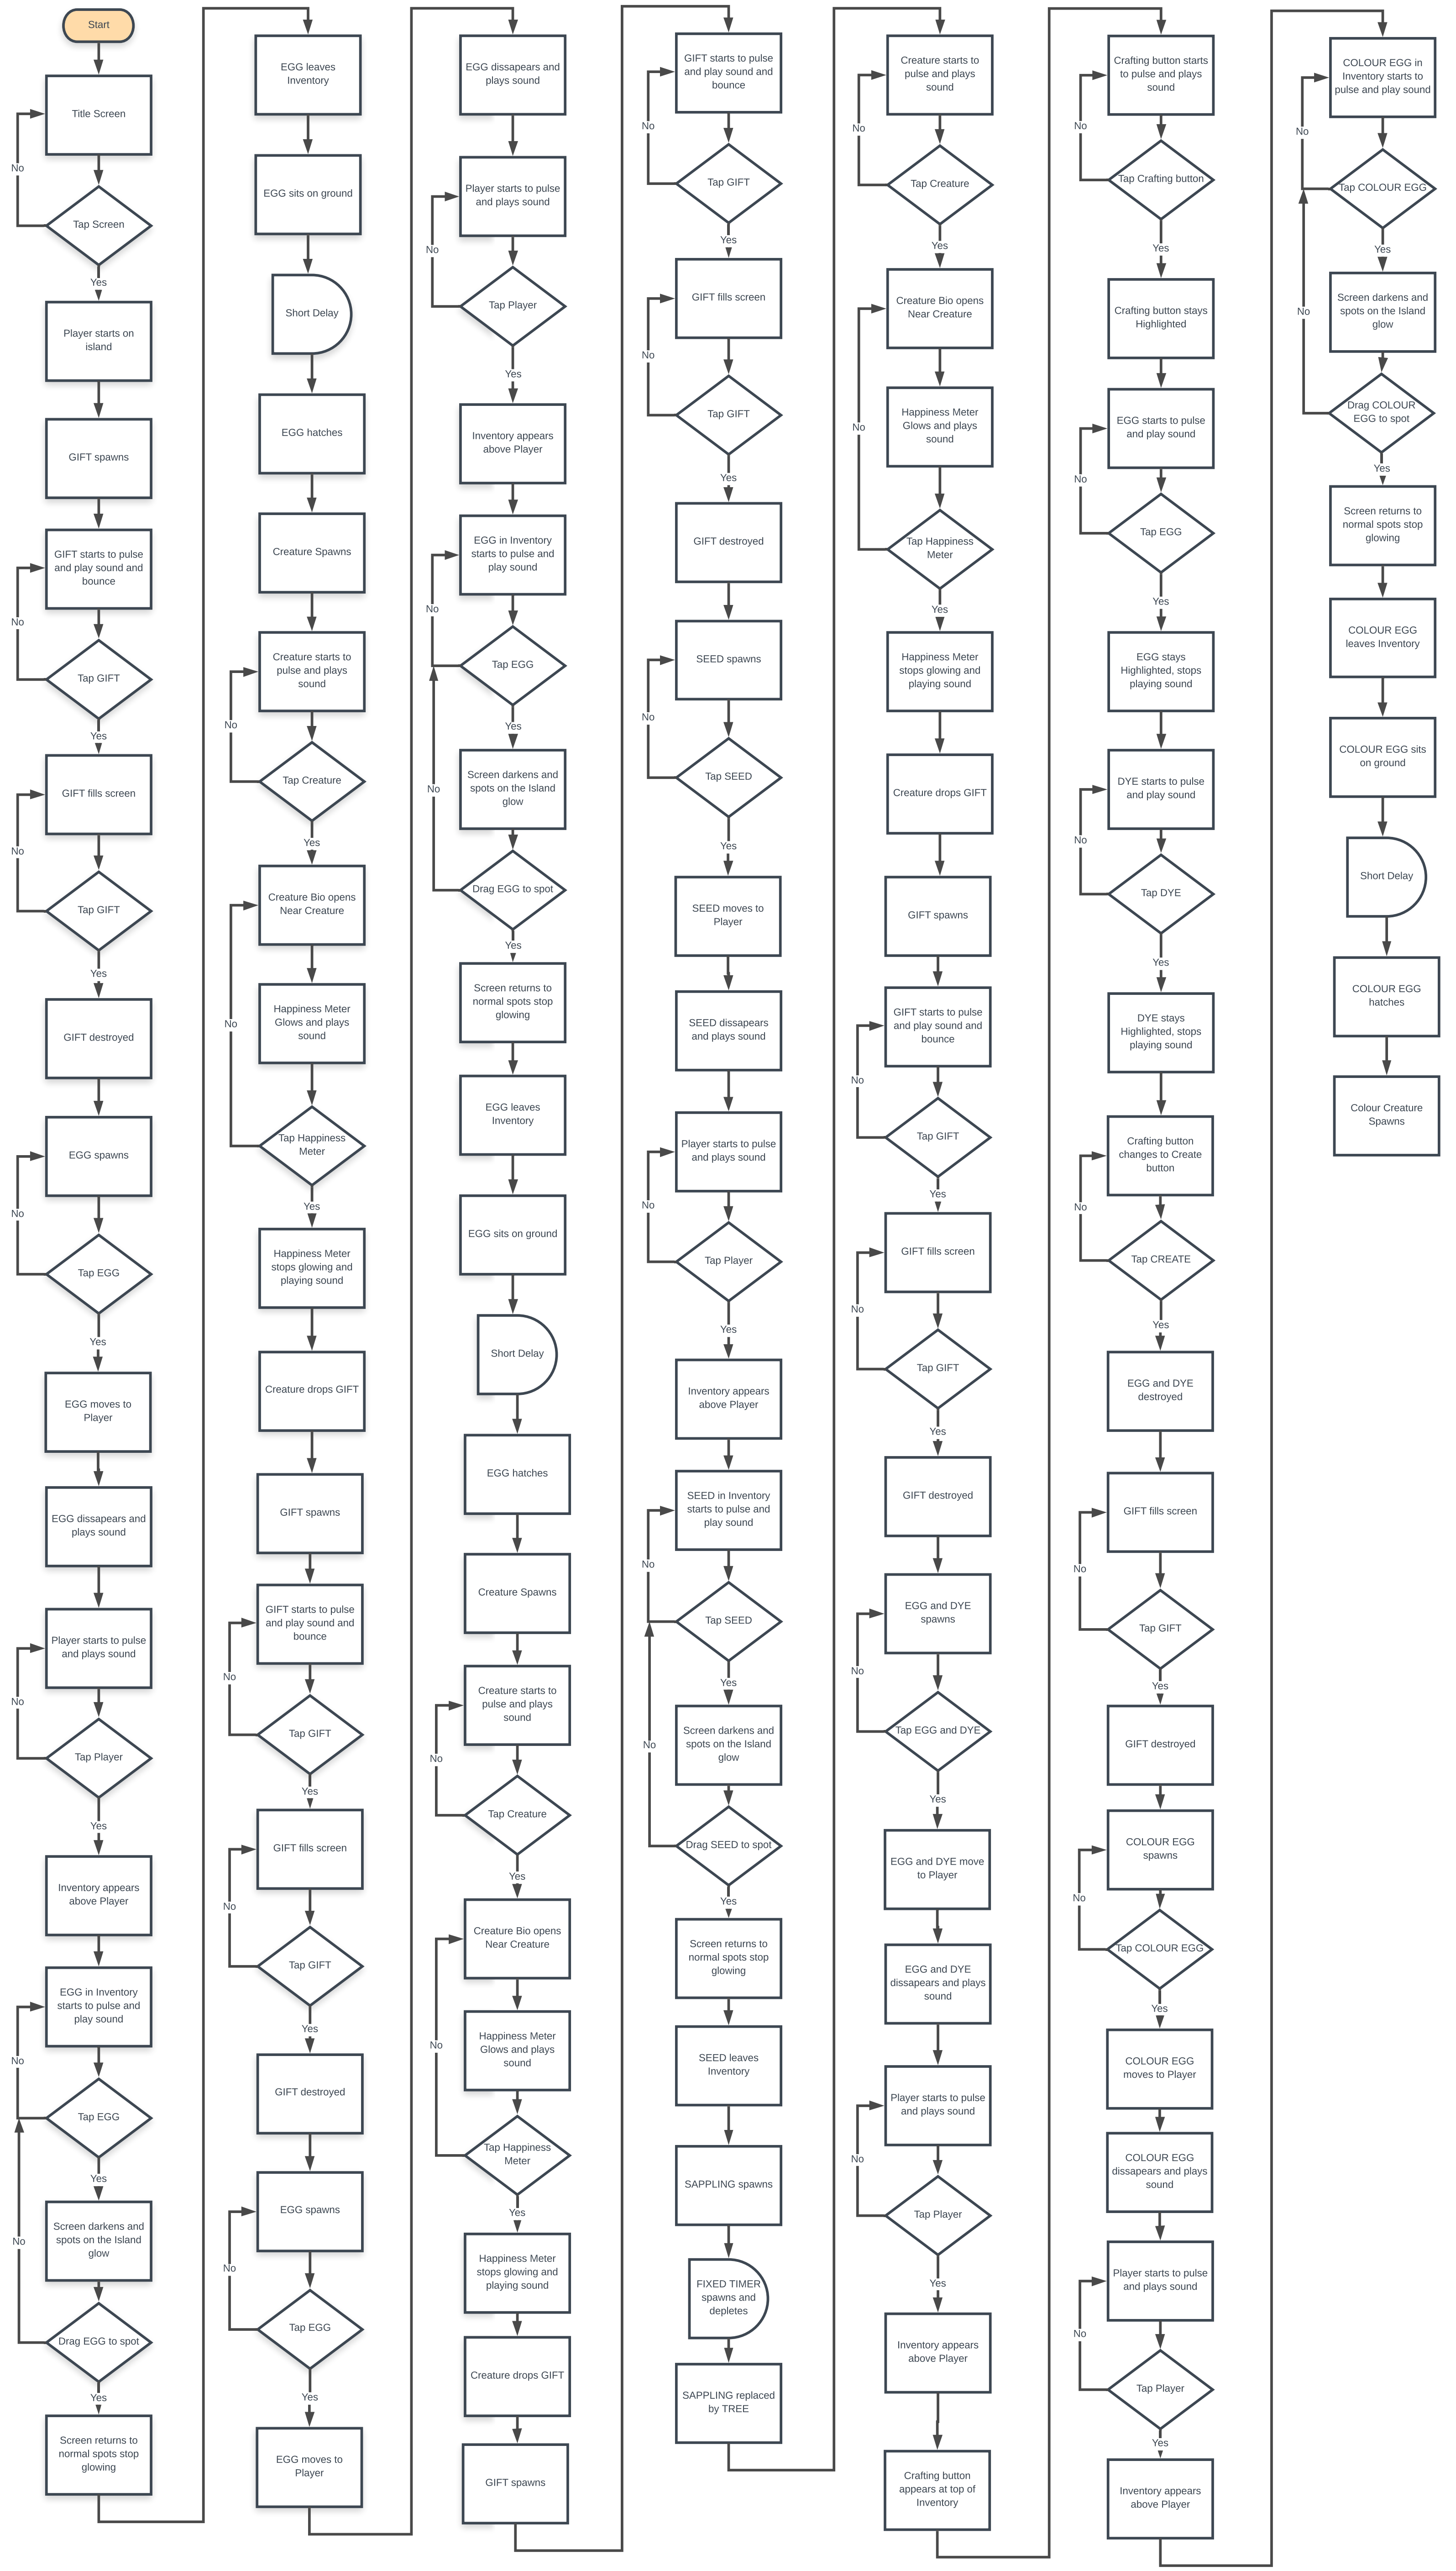 Start
Title Screen
No
Tap Screen
Yes
Player starts on
island
GIFT spawns
GIFT starts to pulse
and play sound and
bounce
No
Tap GIFT
Yes
GIFT fills screen
No
Tap GIFT
Yes
GIFT destroyed
EGG spawns
No
Tap EGG
Yes
EGG moves to
Player
EGG dissapears and
plays sound
Player starts to pulse
and plays sound
No
Tap Player
Yes
Inventory appears
above Player
EGG in Inventory
starts to pulse and
play sound
No
Tap EGG
Yes
Screen darkens and
spots on the Island
glow
No
Drag EGG to spot
Yes
Screen returns to
normal spots stop
glowing
EGG leaves
Inventory
EGG sits on ground
Short Delay
EGG hatches
Creature Spawns
Creature starts to
pulse and plays
sound
No
Tap Creature
Yes
Creature Bio opens
Near Creature
Happiness Meter
Glows and plays
sound
No
Tap Happiness
Meter
Yes
Happiness Meter
stops glowing and
playing sound
Creature drops GIFT
GIFT spawns
GIFT starts to pulse
and play sound and
bounce
No
Tap GIFT
Yes
GIFT fills screen
No
Tap GIFT
Yes
GIFT destroyed
EGG spawns
No
Tap EGG
Yes
EGG moves to
Player
EGG dissapears and
plays sound
Player starts to pulse
and plays sound
No
Tap Player
Yes
Inventory appears
above Player
EGG in Inventory
starts to pulse and
play sound
No
Tap EGG
Yes
Screen darkens and
spots on the Island
glow
No
Drag EGG to spot
Yes
Screen returns to
normal spots stop
glowing
EGG leaves
Inventory
EGG sits on ground
Short Delay
EGG hatches
Creature Spawns
Creature starts to
pulse and plays
sound
No
Tap Creature
Yes
Creature Bio opens
Near Creature
Happiness Meter
Glows and plays
sound
No
Tap Happiness
Meter
Yes
Happiness Meter
stops glowing and
playing sound
Creature drops GIFT
GIFT spawns
GIFT starts to pulse
and play sound and
bounce
No
Tap GIFT
Yes
GIFT fills screen
No
Tap GIFT
Yes
GIFT destroyed
SEED spawns
No
Tap SEED
Yes
SEED moves to
Player
SEED dissapears
and plays sound
Player starts to pulse
and plays sound
No
Tap Player
Yes
Inventory appears
above Player
SEED in Inventory
starts to pulse and
play sound
No
Tap SEED
Yes
Screen darkens and
spots on the Island
glow
No
Drag SEED to spot
Yes
Screen returns to
normal spots stop
glowing
SEED leaves
Inventory
SAPPLING spawns
FIXED TIMER
spawns and
depletes
SAPPLING replaced
by TREE
Creature starts to
pulse and plays
sound
No
Tap Creature
Yes
Creature Bio opens
Near Creature
Happiness Meter
Glows and plays
sound
No
Tap Happiness
Meter
Yes
Happiness Meter
stops glowing and
playing sound
Creature drops GIFT
GIFT spawns
GIFT starts to pulse
and play sound and
bounce
No
Tap GIFT
Yes
GIFT fills screen
No
Tap GIFT
Yes
GIFT destroyed
EGG and DYE
spawns
No
Tap EGG and DYE
Yes
EGG and DYE move
to Player
EGG and DYE
dissapears and plays
sound
Player starts to pulse
and plays sound
No
Tap Player
Yes
Inventory appears
above Player
Crafting button
appears at top of
Inventory
Crafting button starts
to pulse and plays
sound
No
Tap Crafting button
Yes
Crafting button stays
Highlighted
EGG starts to pulse
and play sound
No
Tap EGG
Yes
EGG stays
Highlighted, stops
playing sound
DYE starts to pulse
and play sound
No
Tap DYE
Yes
DYE stays
Highlighted, stops
playing sound
Crafting button
changes to Create
button
No
Tap CREATE
Yes
EGG and DYE
destroyed
GIFT fills screen
No
Tap GIFT
Yes
GIFT destroyed
COLOUR EGG
spawns
No
Tap COLOUR EGG
Yes
COLOUR EGG
moves to Player
COLOUR EGG
dissapears and plays
sound
Player starts to pulse
and plays sound
No
Tap Player
Yes
Inventory appears
above Player
COLOUR EGG in
Inventory starts to
pulse and play sound
No
Tap COLOUR EGG
Yes
Screen darkens and
spots on the Island
glow
No
Drag COLOUR
EGG to spot
Yes
Screen returns to
normal spots stop
glowing
COLOUR EGG
leaves Inventory
COLOUR EGG sits
on ground
Short Delay
COLOUR EGG
hatches
Colour Creature
Spawns